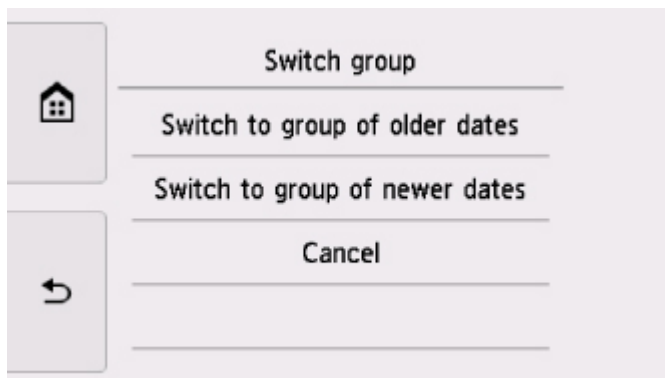 Switch group
Switch to group of older dates
Switch to group of newer dates
Cancel